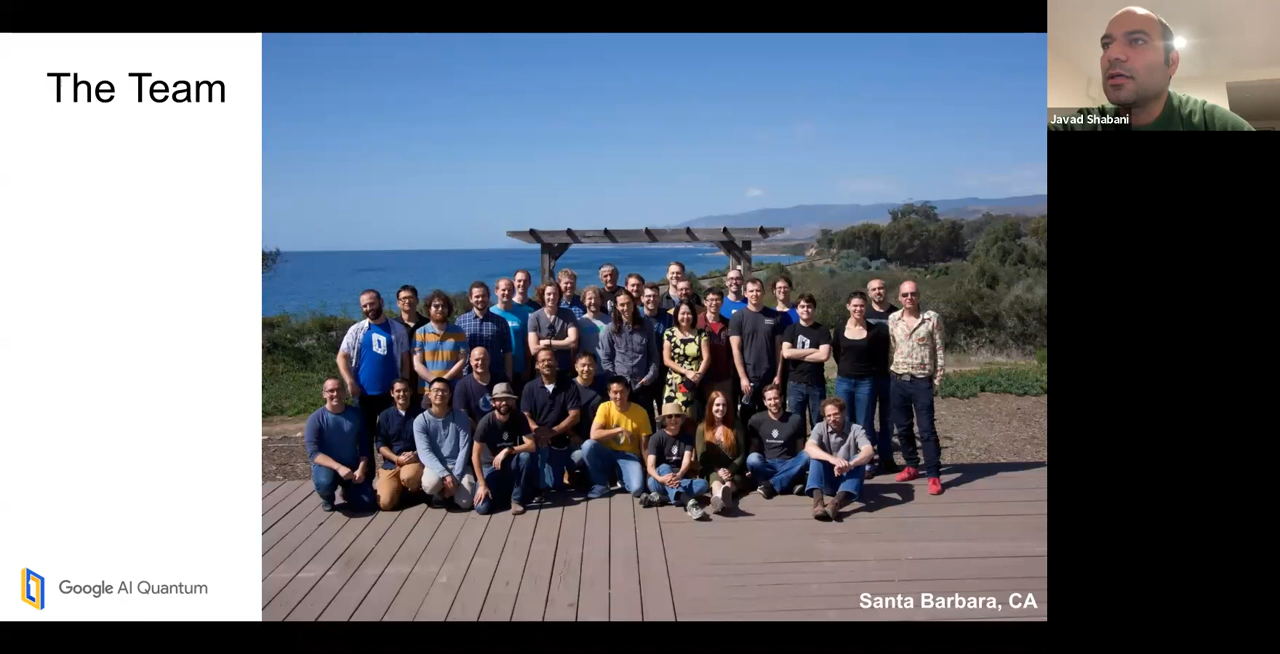 The Team
Javad Shabani
Google AI Quantum
Santa Barbara, CA